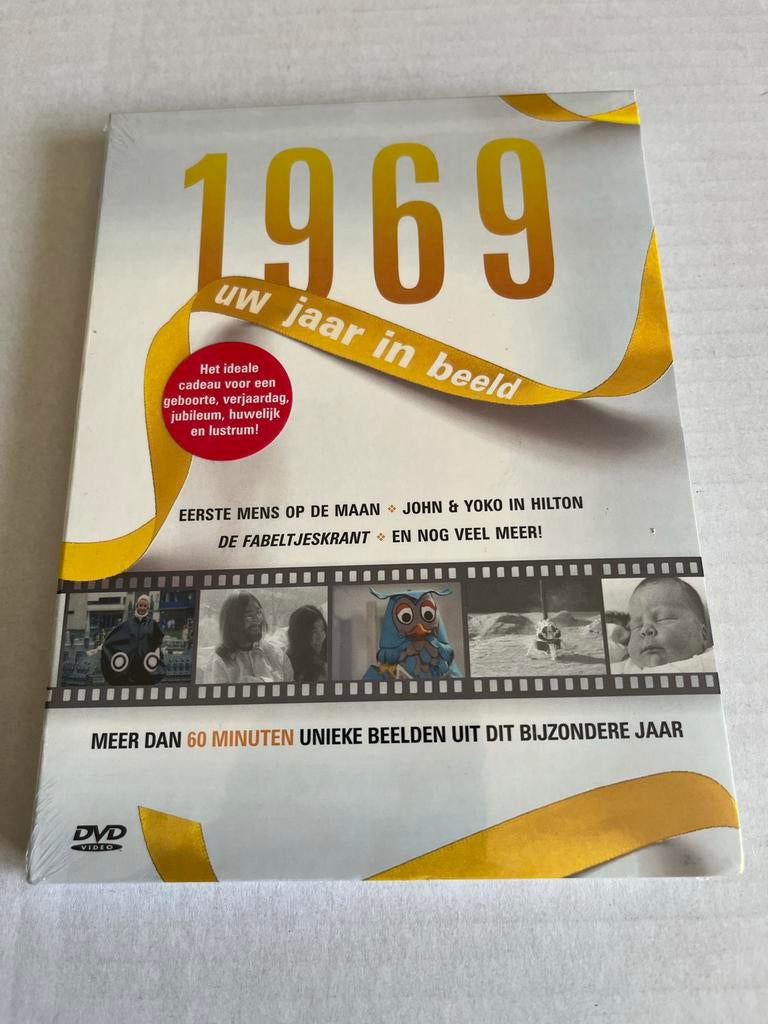 1969
uw jaar in beeld
Het ideale
cadeau voor een
geboorte, verjaardag,
jubileum, huwelijk
en lustrum!
EERSTE MENS OP DE MAAN ❖ JOHN & YOKO IN HILTON
DE FABELTJESKRANT ❖ EN NOG VEEL MEER!
MEER DAN 60 MINUTEN UNIEKE BEELDEN UIT DIT BIJZONDERE JAAR
DVD
VIDEO